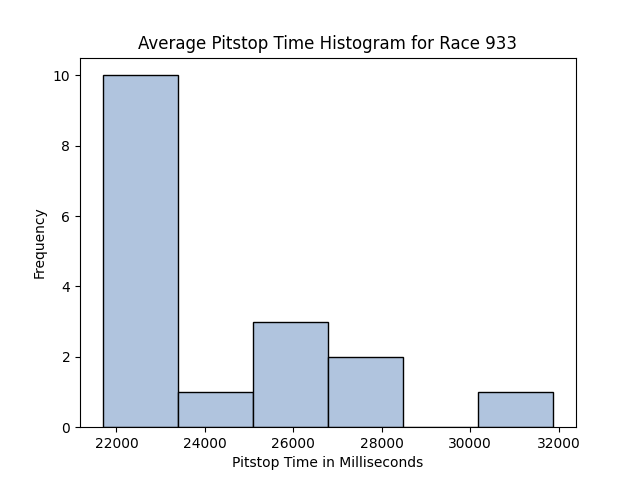 Average Pitstop Time Histogram for Race 933
10
8
6
4
2
0
Frequency
22000 24000 26000 28000 30000 32000
Pitstop Time in Milliseconds